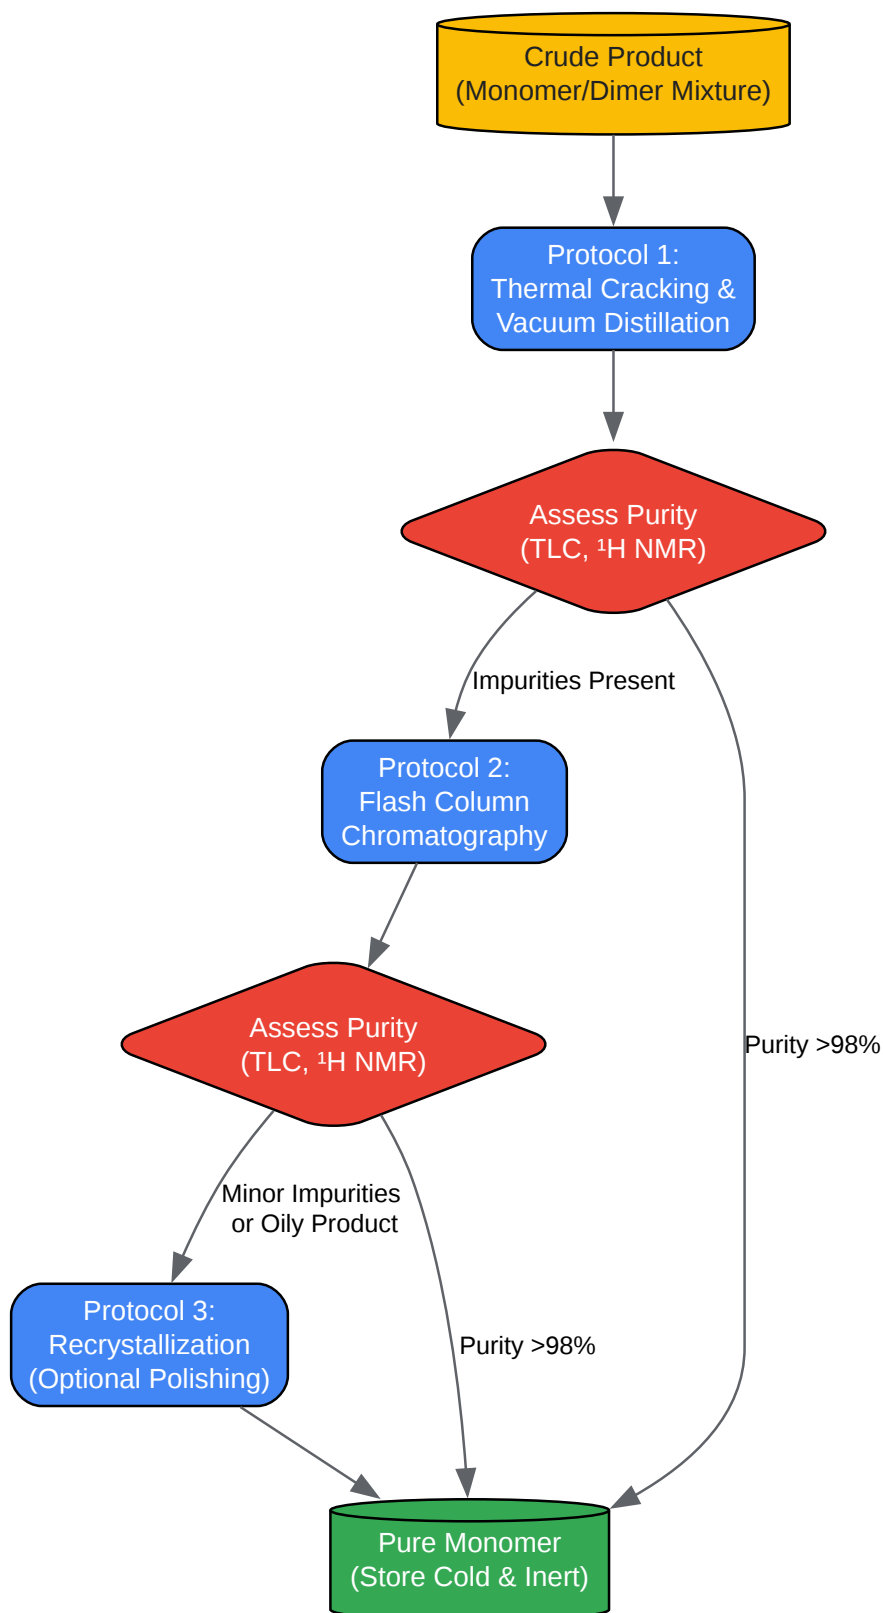 Crude Product
(Monomer/Dimer Mixture)
Protocol 1:
Thermal Cracking &
Vacuum Distillation
Assess Purity
(TLC, ¹H NMR)
Impurities Present
Protocol 2:
Flash Column
Chromatography
Assess Purity
(TLC, ¹H NMR)
Purity >98%
Minor Impurities
or Oily Product
Protocol 3:
Recrystallization
(Optional Polishing)
Purity >98%
Pure Monomer
(Store Cold & Inert)